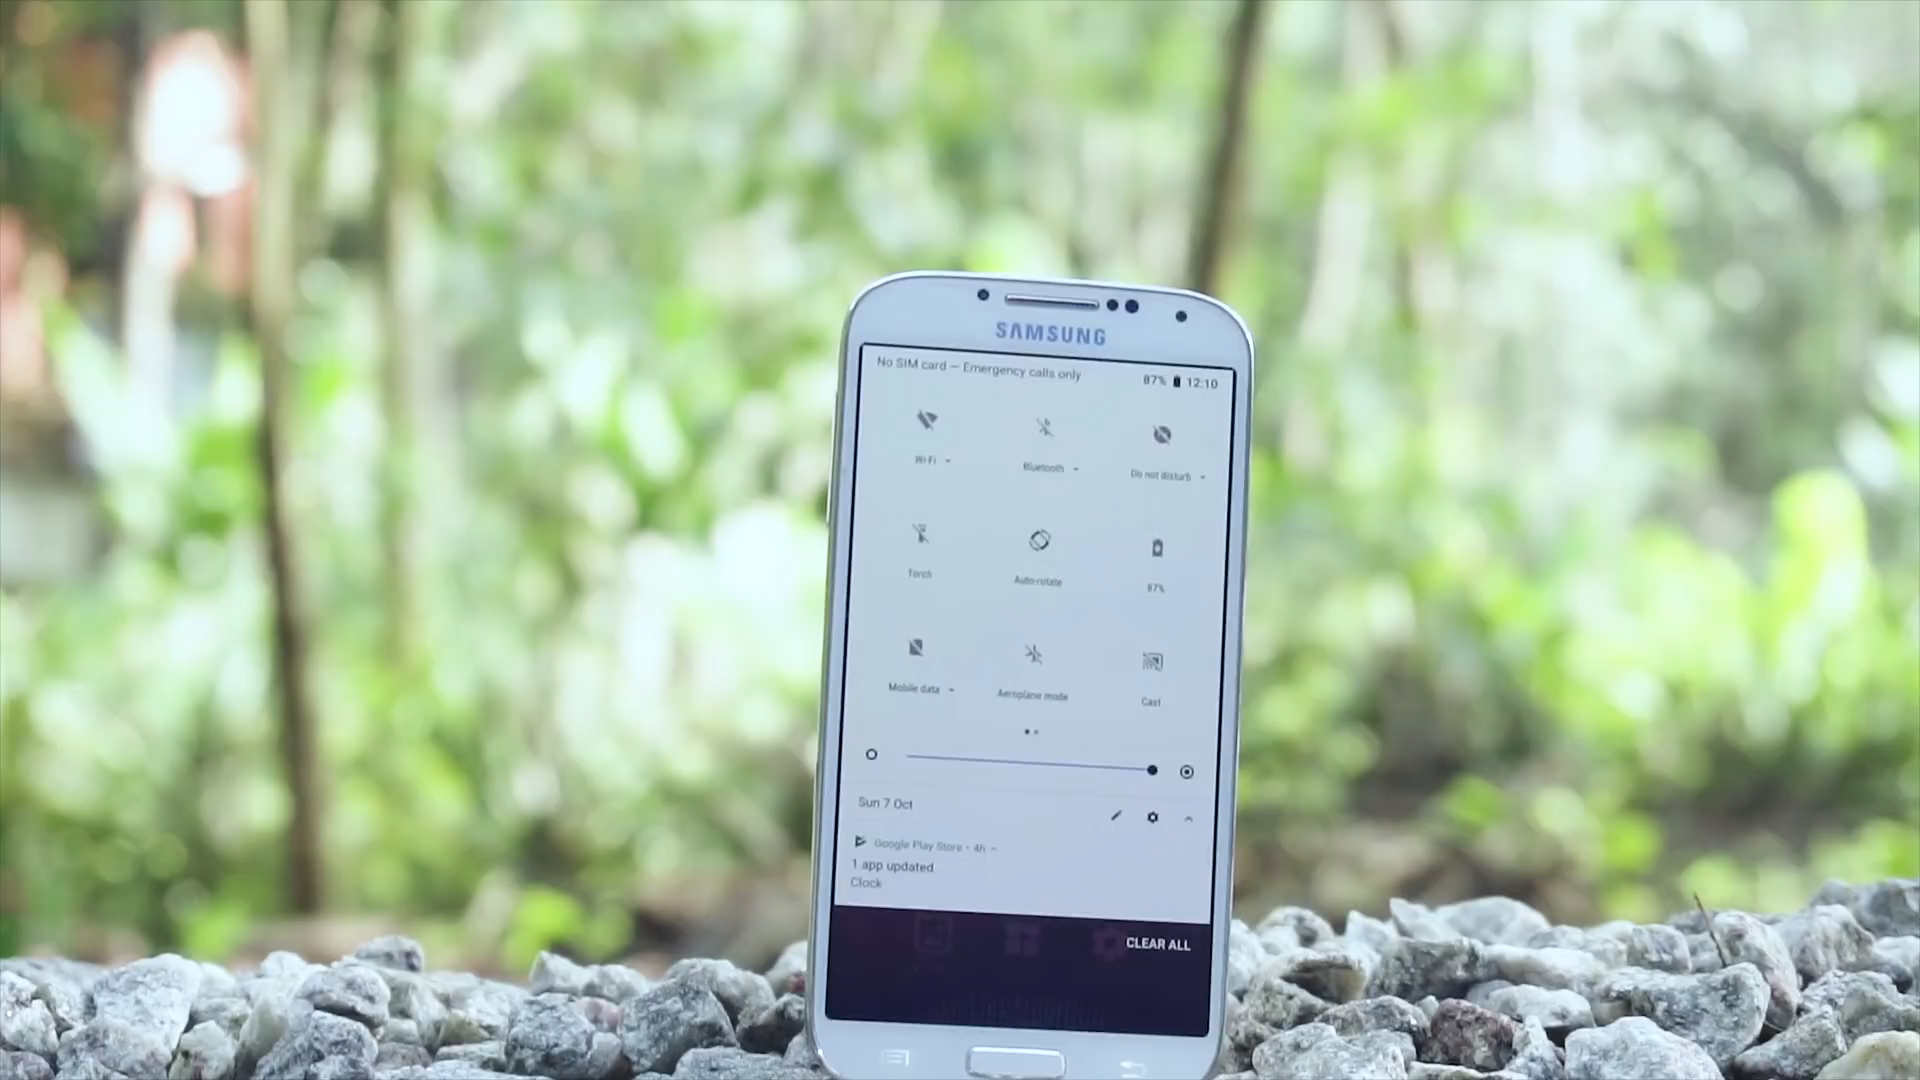 SAMSUNG
No SIM card — Emergency calls only 87% 12:10
Wi-Fi Bluetooth Do not disturb
Torch Auto-rotate 87%
Mobile data Aeroplane mode Cast
Sun 7 Oct
Google Play Store • 4h
1 app updated
Clock
CLEAR ALL